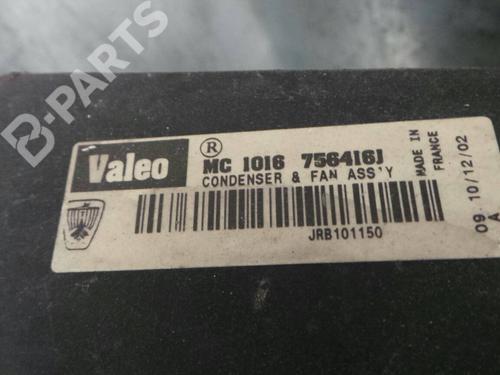 B-PARTS
Valeo ® MC 1016 756416J
CONDENSER & FAN ASS'Y
JRB101150
MADE IN
FRANCE
09 10/12/02
A